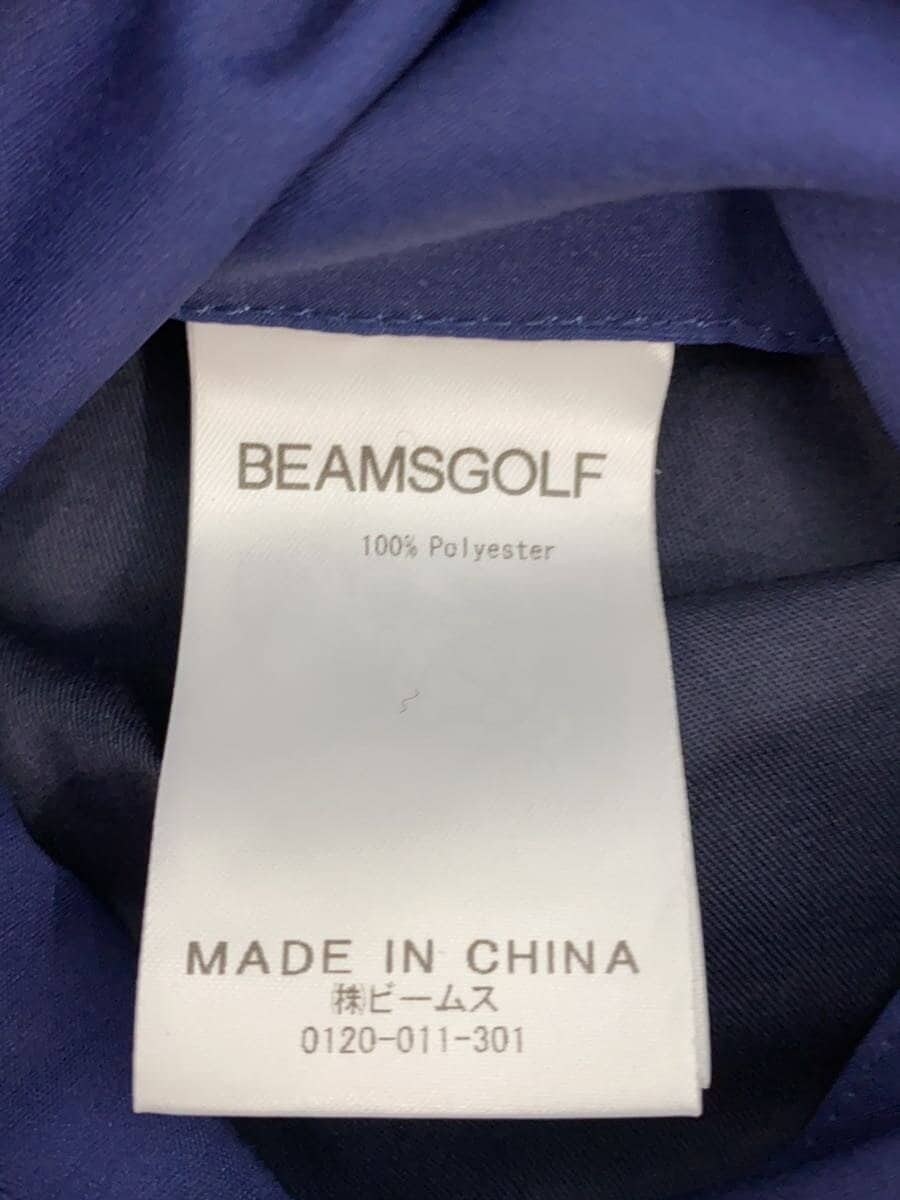 BEAMSGOLF
100% Polyester
MADE IN CHINA
㈱ビームス
0120-011-301